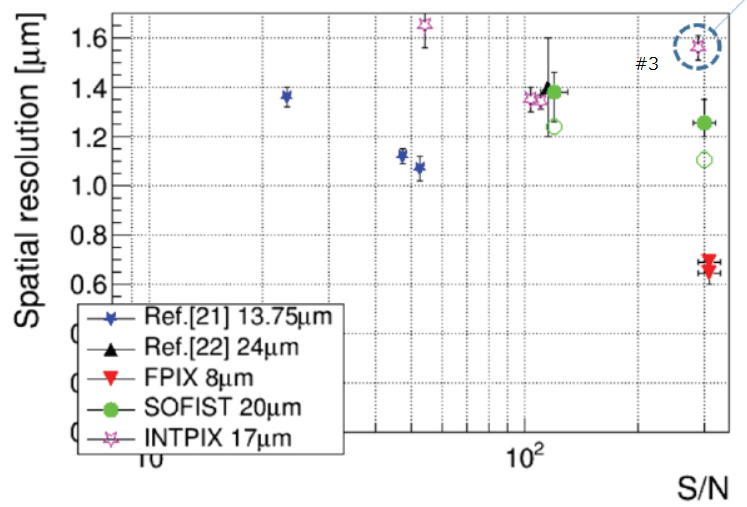 Spatial resolution [μm]
1.6
1.4
1.2
1.0
0.8
0.6
#3
Ref.[21] 13.75μm
Ref.[22] 24μm
FPIX 8μm
SOFIST 20μm
INTPIX 17μm
10
10²
S/N